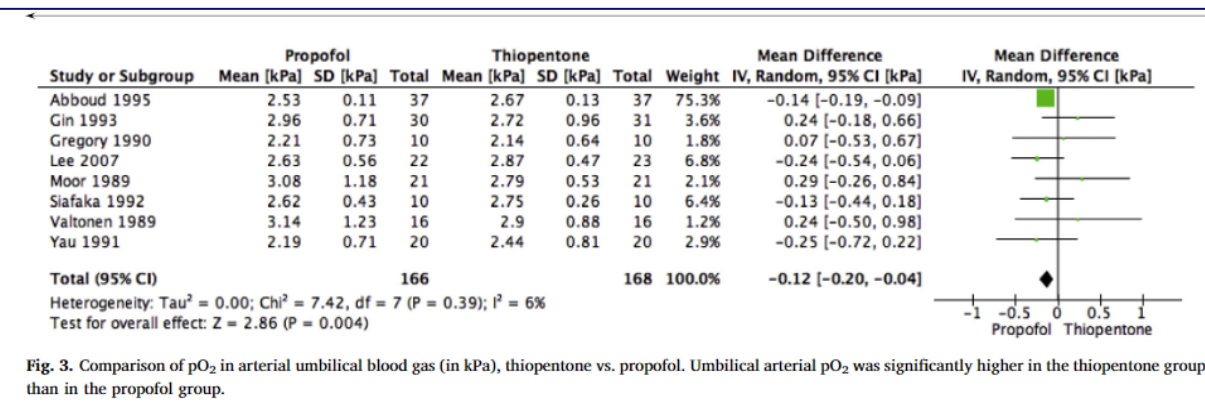 Propofol Thiopentone Mean Difference Mean Difference
Study or Subgroup Mean [kPa] SD [kPa] Total Mean [kPa] SD [kPa] Total Weight IV, Random, 95% CI [kPa] IV, Random, 95% CI [kPa]
Abboud 1995 2.53 0.11 37 2.67 0.13 37 75.3% -0.14 [-0.19, -0.09]
Gin 1993 2.96 0.71 30 2.72 0.96 31 3.6% 0.24 [-0.18, 0.66]
Gregory 1990 2.21 0.73 10 2.14 0.64 10 1.8% 0.07 [-0.53, 0.67]
Lee 2007 2.63 0.56 22 2.87 0.47 23 6.8% -0.24 [-0.54, 0.06]
Moor 1989 3.08 1.18 21 2.79 0.53 21 2.1% 0.29 [-0.26, 0.84]
Siafaka 1992 2.62 0.43 10 2.75 0.26 10 6.4% -0.13 [-0.44, 0.18]
Valtonen 1989 3.14 1.23 16 2.9 0.88 16 1.2% 0.24 [-0.50, 0.98]
Yau 1991 2.19 0.71 20 2.44 0.81 20 2.9% -0.25 [-0.72, 0.22]
Total (95% CI) 166 168 100.0% -0.12 [-0.20, -0.04]
Heterogeneity: Tau² = 0.00; Chi² = 7.42, df = 7 (P = 0.39); I² = 6%
Test for overall effect: Z = 2.86 (P = 0.004)
-1 -0.5 0 0.5 1
Propofol Thiopentone
Fig. 3. Comparison of pO₂ in arterial umbilical blood gas (in kPa), thiopentone vs. propofol. Umbilical arterial pO₂ was significantly higher in the thiopentone group
than in the propofol group.